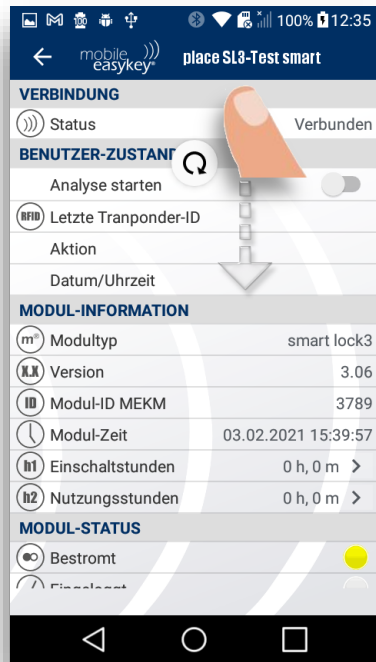 100% 12:35
mobile easykey® place SL3-Test smart
VERBINDUNG
Status Verbunden
BENUTZER-ZUSTAND
Analyse starten
RFID Letzte Tranponder-ID
Aktion
Datum/Uhrzeit
MODUL-INFORMATION
m® Modultyp smart lock3
X.X Version 3.06
ID Modul-ID MEKM 3789
Modul-Zeit 03.02.2021 15:39:57
h1 Einschaltstunden 0 h, 0 m >
h2 Nutzungsstunden 0 h, 0 m >
MODUL-STATUS
Bestromt
Eingeloggt